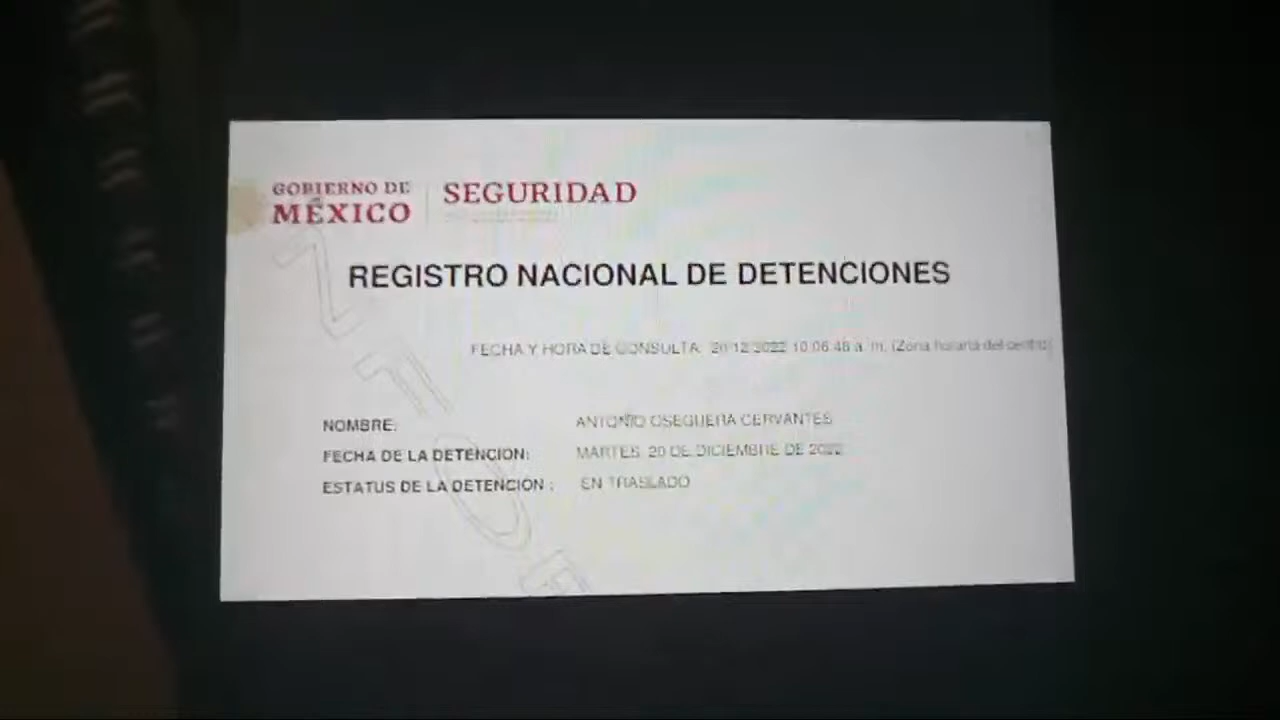 GOBIERNO DE
MÉXICO
SEGURIDAD
REGISTRO NACIONAL DE DETENCIONES
FECHA Y HORA DE CONSULTA: 20-12-2022 10:06:48 a. m. (Zona horaria del centro)
NOMBRE: ANTONIO OSEGUERA CERVANTES
FECHA DE LA DETENCION: MARTES, 20 DE DICIEMBRE DE 2022
ESTATUS DE LA DETENCION : EN TRASLADO